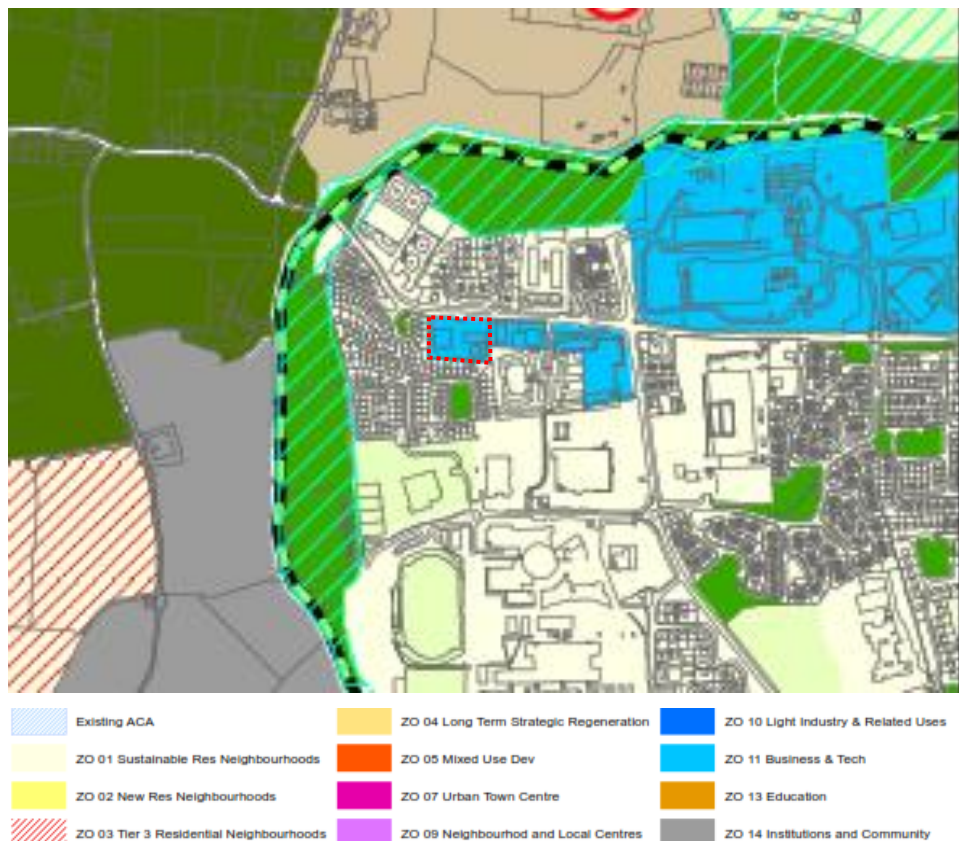 Existing ACA
ZO 04 Long Term Strategic Regeneration
ZO 10 Light Industry & Related Uses
ZO 01 Sustainable Res Neighbourhoods
ZO 05 Mixed Use Dev
ZO 11 Business & Tech
ZO 02 New Res Neighbourhoods
ZO 07 Urban Town Centre
ZO 13 Education
ZO 03 Tier 3 Residential Neighbourhoods
ZO 09 Neighbourhod and Local Centres
ZO 14 Institutions and Community